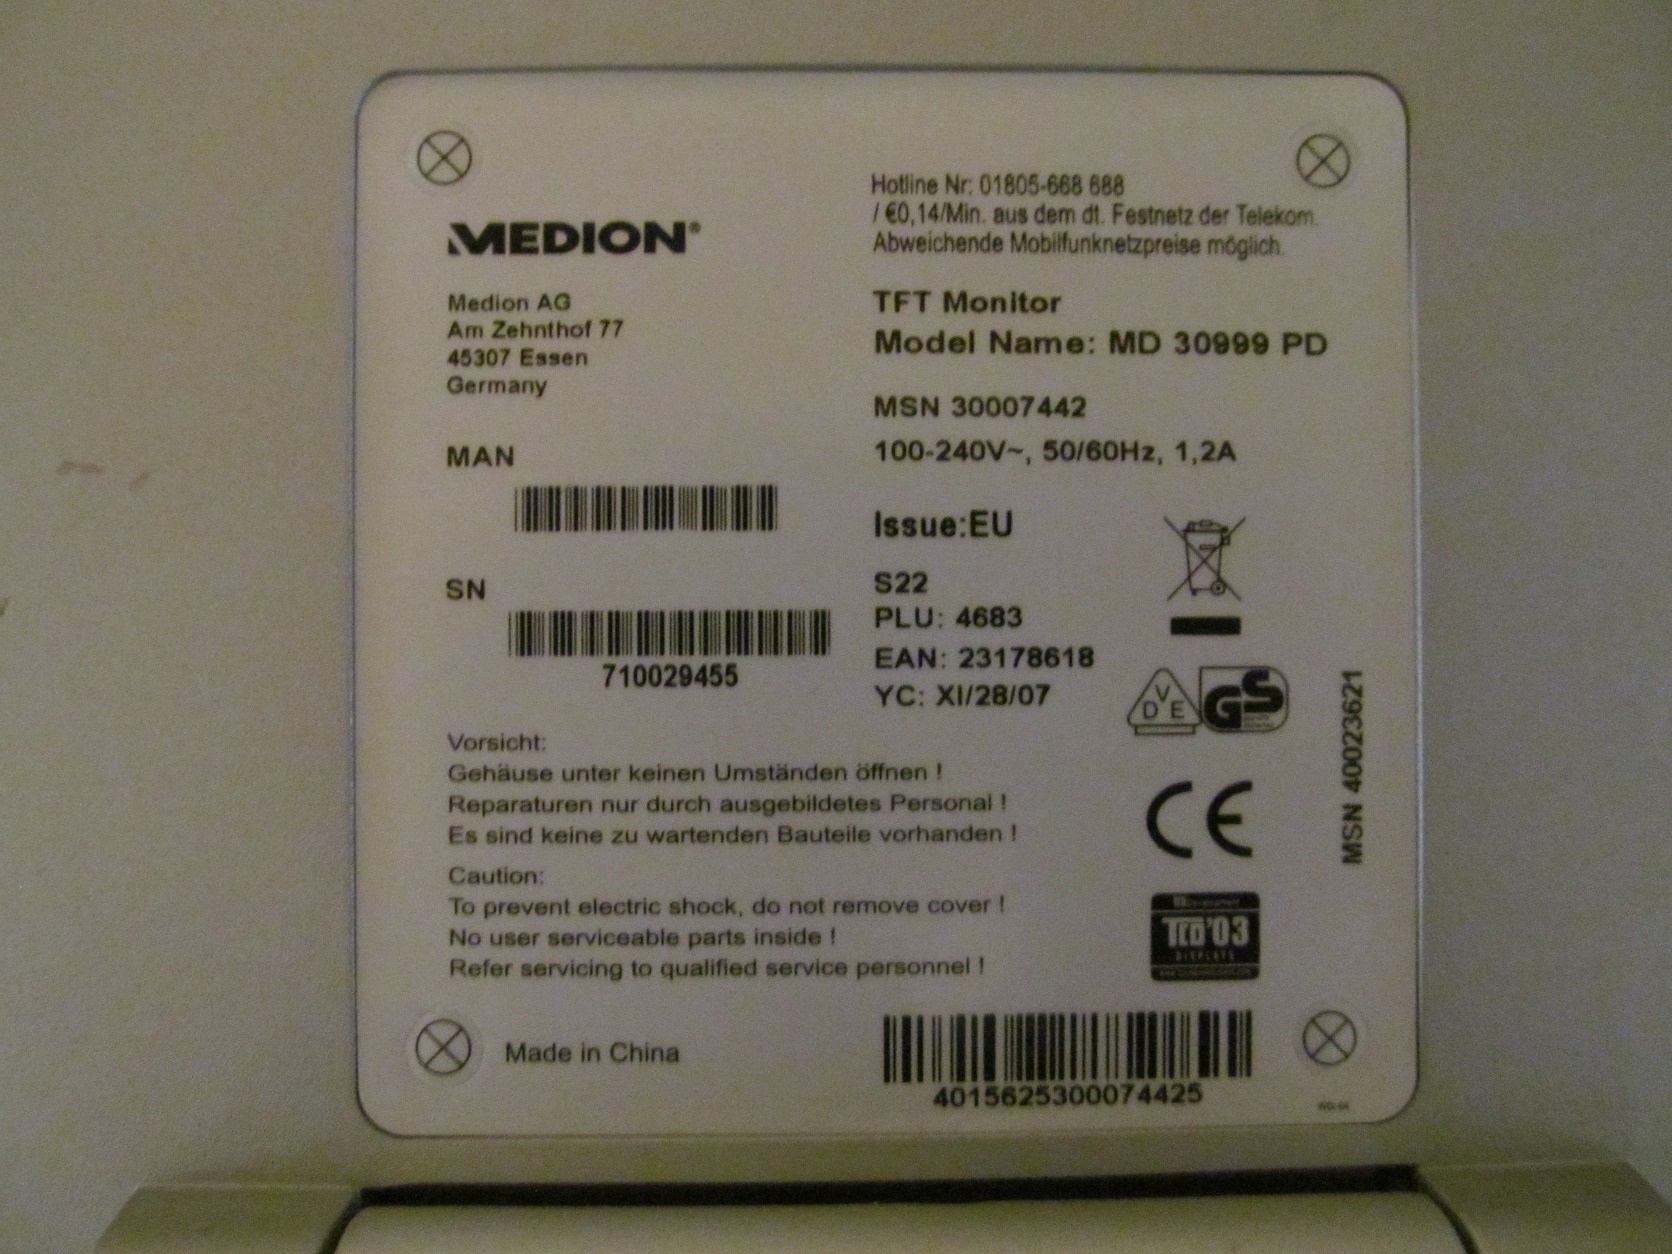 MEDION®
Medion AG
Am Zehnthof 77
45307 Essen
Germany
MAN
SN
710029455
Hotline Nr: 01805-668 688
/ €0,14/Min. aus dem dt. Festnetz der Telekom.
Abweichende Mobilfunknetzpreise möglich.
TFT Monitor
Model Name: MD 30999 PD
MSN 30007442
100-240V~, 50/60Hz, 1,2A
Issue:EU
S22
PLU: 4683
EAN: 23178618
YC: XI/28/07
VDE
GS
CE
TCO'03
DISPLAYS
MSN 40023621
Vorsicht:
Gehäuse unter keinen Umständen öffnen !
Reparaturen nur durch ausgebildetes Personal !
Es sind keine zu wartenden Bauteile vorhanden !
Caution:
To prevent electric shock, do not remove cover !
No user serviceable parts inside !
Refer servicing to qualified service personnel !
Made in China
4015625300074425